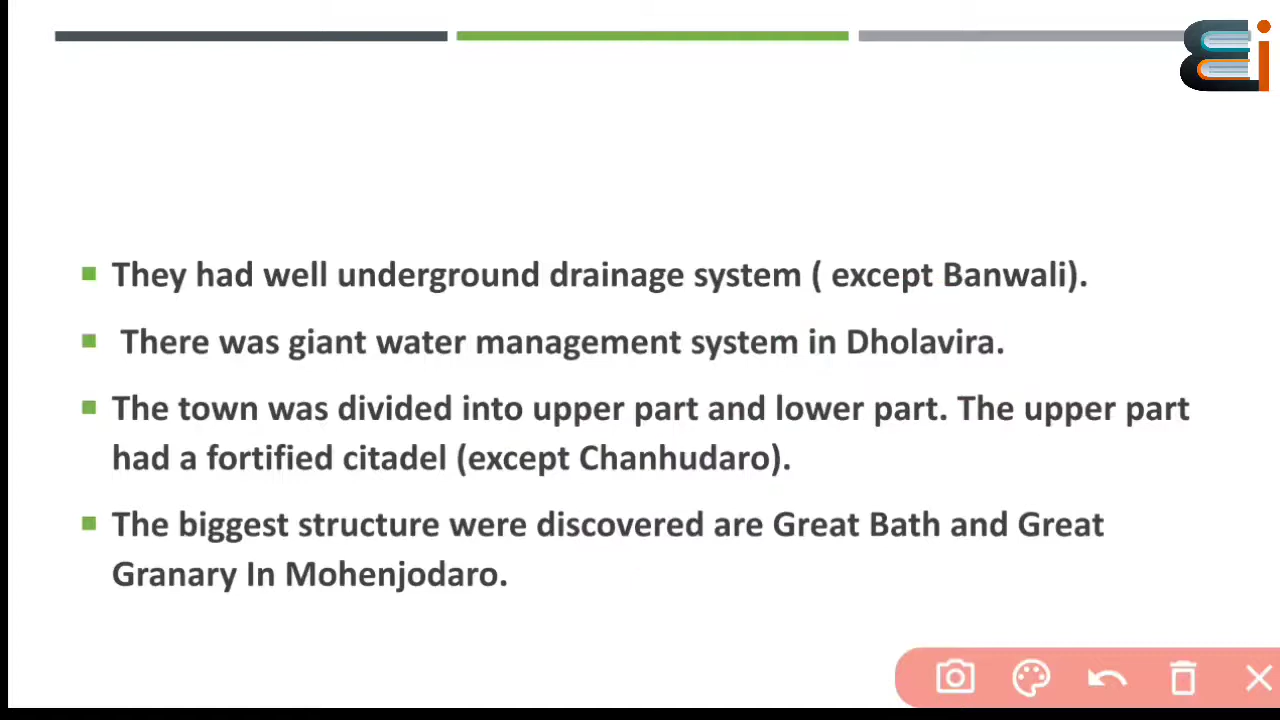 They had well underground drainage system ( except Banwali).
There was giant water management system in Dholavira.
The town was divided into upper part and lower part. The upper part
had a fortified citadel (except Chanhudaro).
The biggest structure were discovered are Great Bath and Great
Granary In Mohenjodaro.